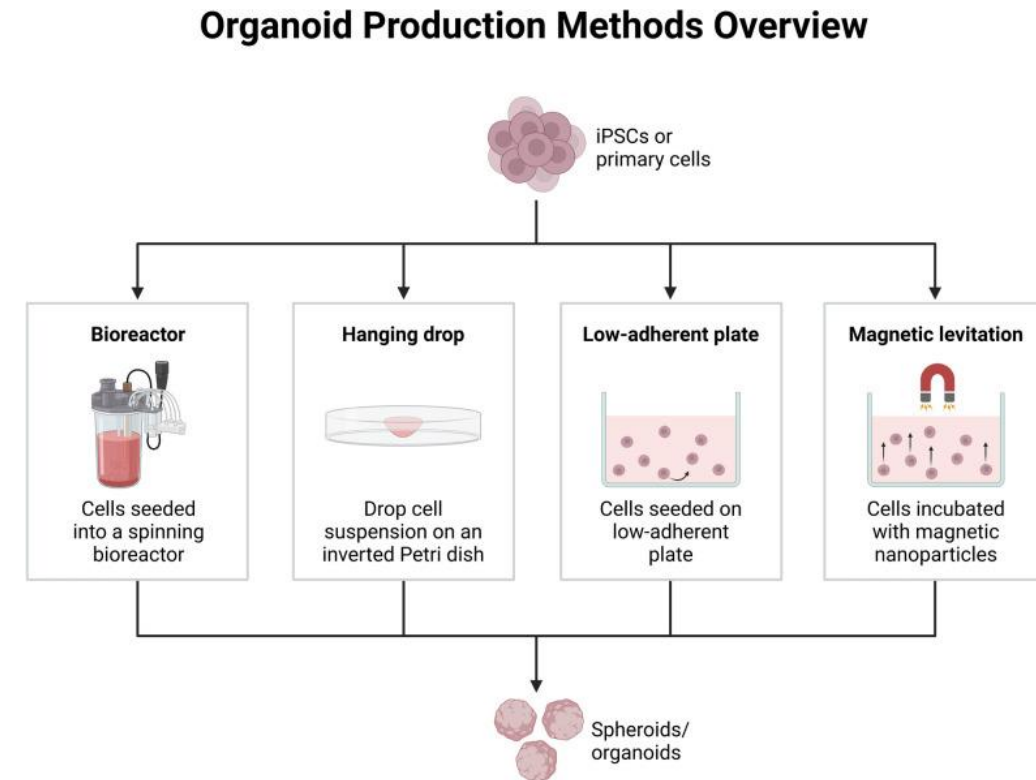 Organoid Production Methods Overview
iPSCs or
primary cells
Bioreactor
Cells seeded
into a spinning
bioreactor
Hanging drop
Drop cell
suspension on an
inverted Petri dish
Low-adherent plate
Cells seeded on
low-adherent
plate
Magnetic levitation
Cells incubated
with magnetic
nanoparticles
Spheroids/
organoids